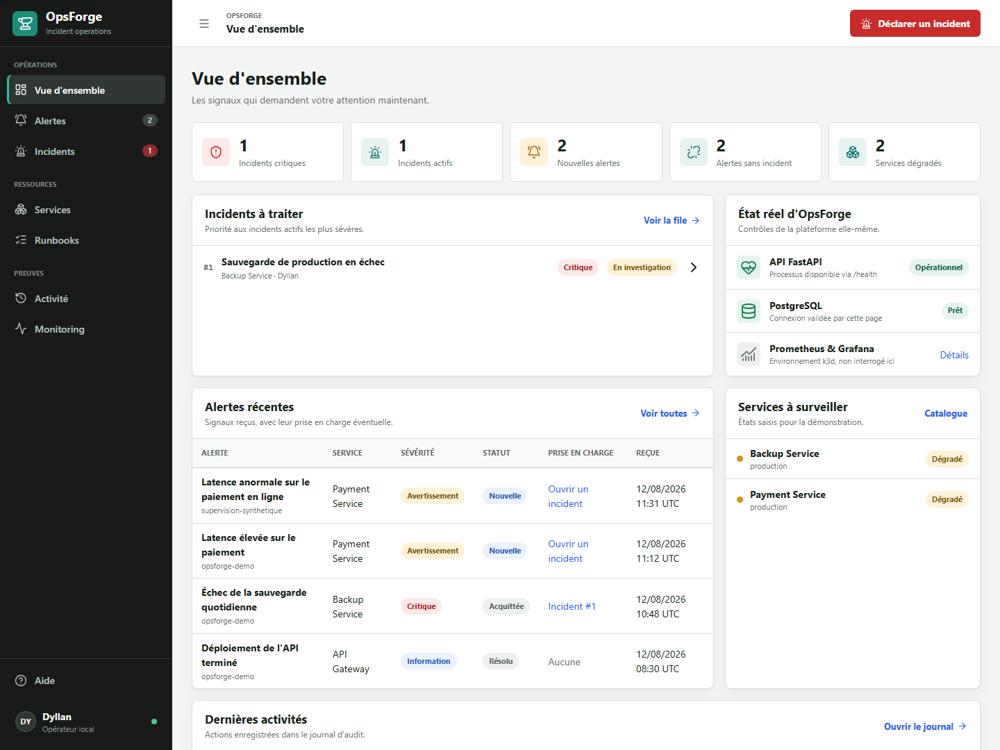 OpsForge
Incident operations
OPÉRATIONS
Vue d'ensemble
Alertes
2
Incidents
1
RESSOURCES
Services
Runbooks
PREUVES
Activité
Monitoring
Aide
DY
Dyllan
Opérateur local
OPSFORGE
Vue d'ensemble
Déclarer un incident
Vue d'ensemble
Les signaux qui demandent votre attention maintenant.
1
Incidents critiques
1
Incidents actifs
2
Nouvelles alertes
2
Alertes sans incident
2
Services dégradés
Incidents à traiter
Priorité aux incidents actifs les plus sévères.
Voir la file
#1
Sauvegarde de production en échec
Backup Service · Dyllan
Critique
En investigation
État réel d'OpsForge
Contrôles de la plateforme elle-même.
API FastAPI
Processus disponible via /health
Opérationnel
PostgreSQL
Connexion validée par cette page
Prêt
Prometheus & Grafana
Environnement k3d, non interrogé ici
Détails
Alertes récentes
Signaux reçus, avec leur prise en charge éventuelle.
Voir toutes
ALERTE SERVICE SÉVÉRITÉ STATUT PRISE EN CHARGE REÇUE
Latence anormale sur le
paiement en ligne
supervision-synthetique
Payment
Service
Avertissement
Nouvelle
Ouvrir un
incident
12/08/2026
11:31 UTC
Latence élevée sur le
paiement
opsforge-demo
Payment
Service
Avertissement
Nouvelle
Ouvrir un
incident
12/08/2026
11:12 UTC
Échec de la sauvegarde
quotidienne
opsforge-demo
Backup
Service
Critique
Acquittée
Incident #1
12/08/2026
10:48 UTC
Déploiement de l'API
terminé
opsforge-demo
API
Gateway
Information
Résolu
Aucune
12/08/2026
08:30 UTC
Services à surveiller
États saisis pour la démonstration.
Catalogue
Backup Service
production
Dégradé
Payment Service
production
Dégradé
Dernières activités
Actions enregistrées dans le journal d'audit.
Ouvrir le journal